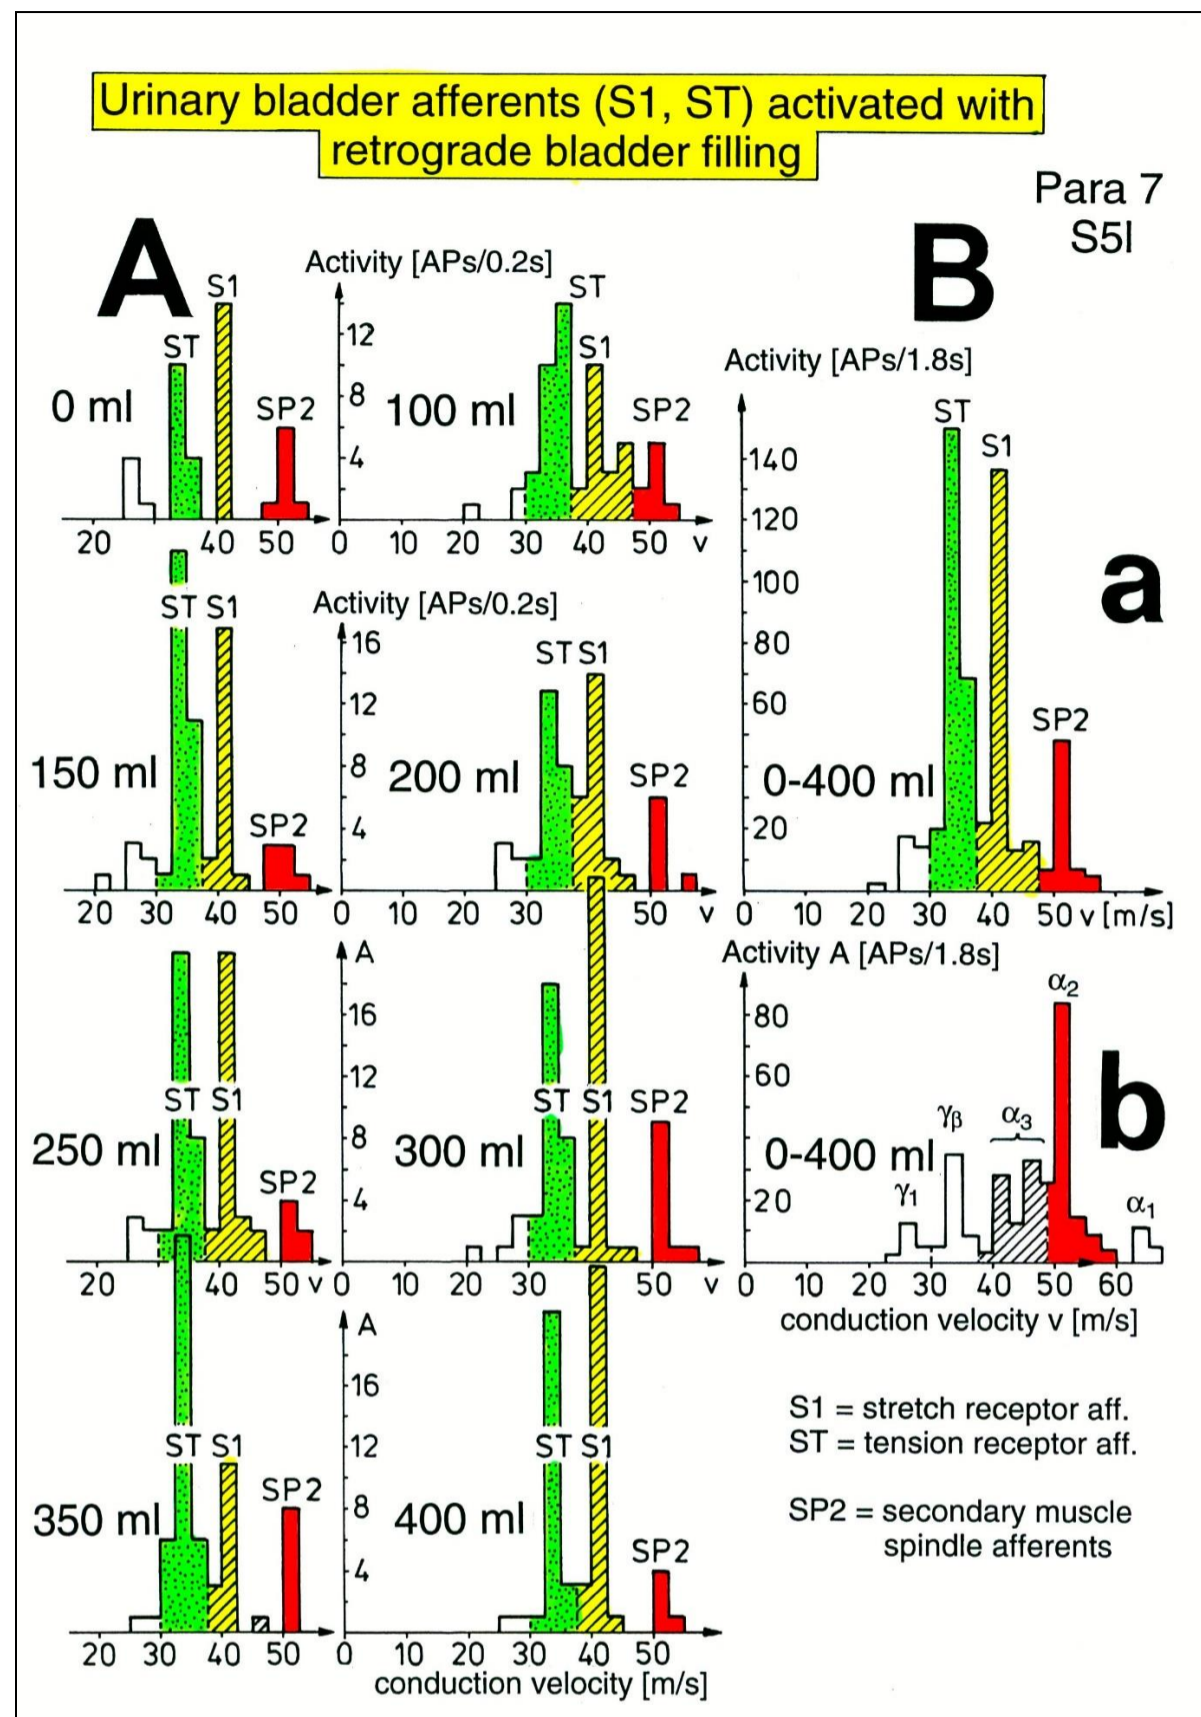 Urinary bladder afferents (S1, ST) activated with
retrograde bladder filling
Para 7
S5l
A
B
Activity [APs/0.2s]
S1
ST
SP2
0 ml
20 40 50
ST
S1
SP2
100 ml
12
8
4
0 10 20 30 40 50 v
Activity [APs/0.2s]
ST S1
SP2
150 ml
20 30 40 50
ST S1
SP2
200 ml
16
12
8
4
0 10 20 30 50 v
A
ST S1
SP2
250 ml
20 40 50 v
ST S1 SP2
300 ml
16
12
8
4
0 10 20 30 50 v
A
ST S1
SP2
350 ml
20 30 40 50
ST S1
SP2
400 ml
16
12
8
4
0 10 20 30 40 50
conduction velocity [m/s]
Activity [APs/1.8s]
ST
S1
SP2
a
0-400 ml
140
120
100
80
60
20
0 10 20 30 40 50 v [m/s]
Activity A [APs/1.8s]
α2
b
80
60
20
γβ
α3
0-400 ml
γ1
α1
0 10 20 30 40 50 60
conduction velocity v [m/s]
S1 = stretch receptor aff.
ST = tension receptor aff.
SP2 = secondary muscle
spindle afferents